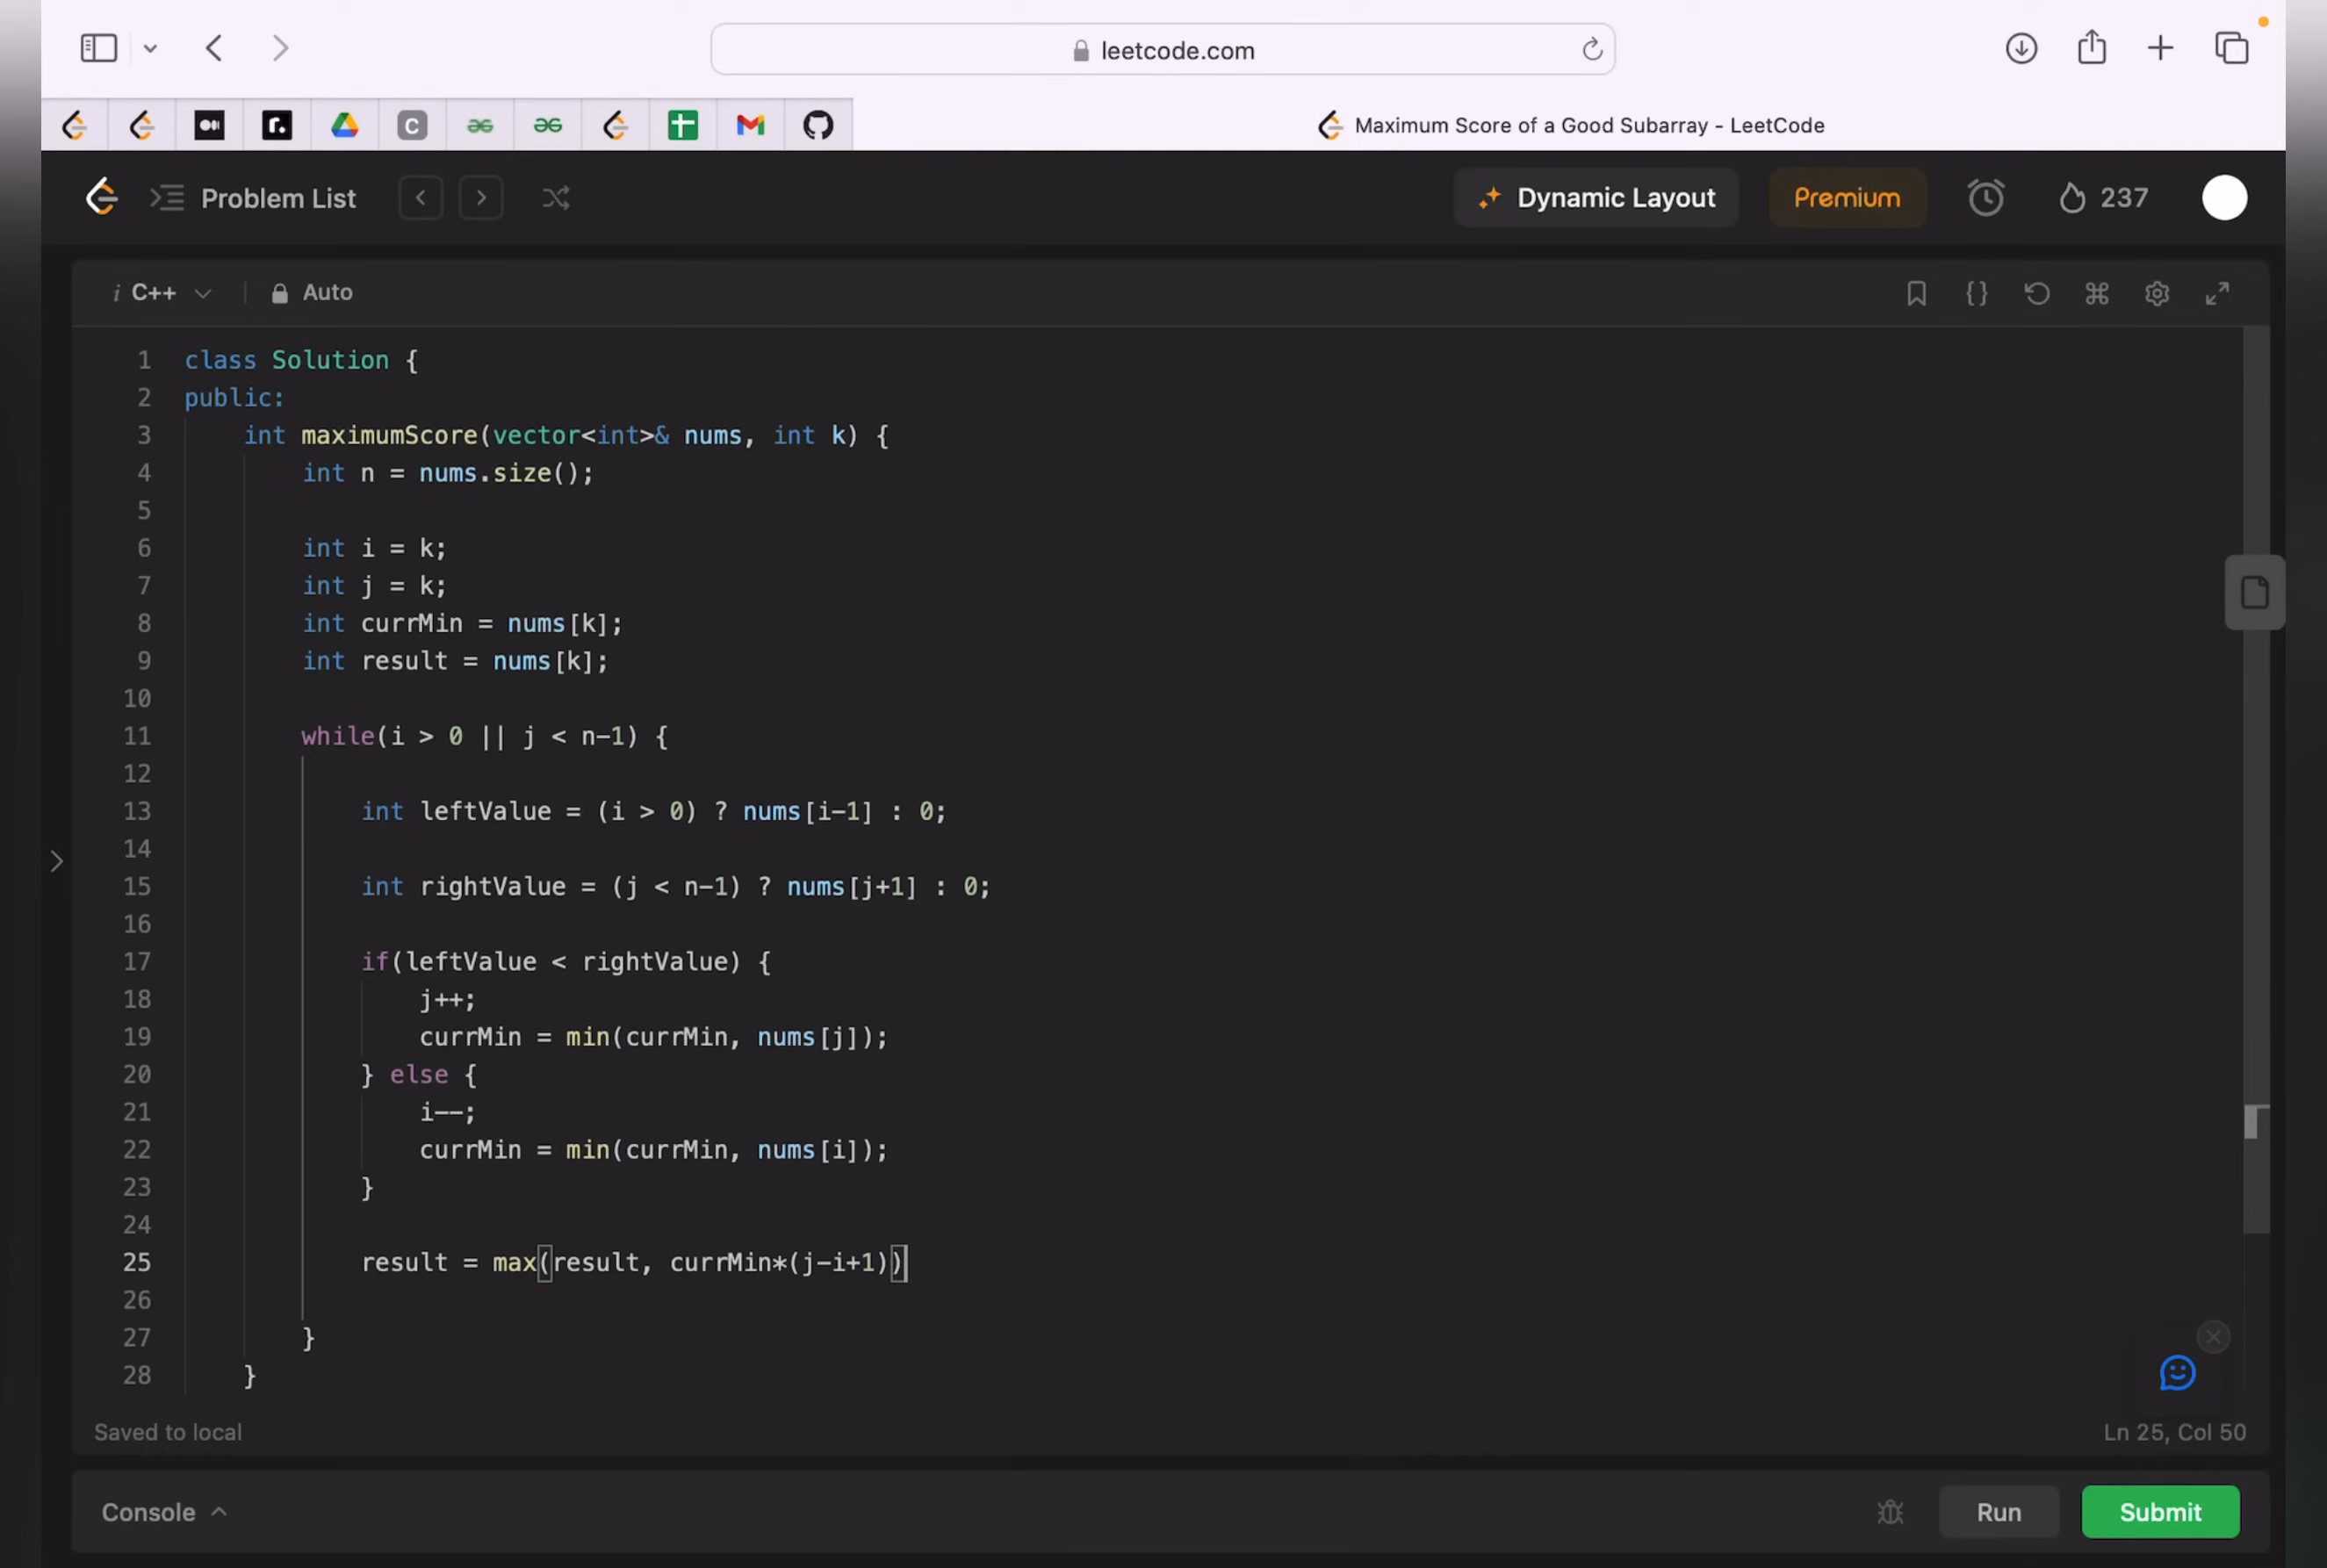 leetcode.com
C
Maximum Score of a Good Subarray - LeetCode
Problem List
Dynamic Layout
Premium
237
i C++
Auto
1 class Solution {
2 public:
3 int maximumScore(vector<int>& nums, int k) {
4 int n = nums.size();
5
6 int i = k;
7 int j = k;
8 int currMin = nums[k];
9 int result = nums[k];
10
11 while(i > 0 || j < n-1) {
12
13 int leftValue = (i > 0) ? nums[i-1] : 0;
14
15 int rightValue = (j < n-1) ? nums[j+1] : 0;
16
17 if(leftValue < rightValue) {
18 j++;
19 currMin = min(currMin, nums[j]);
20 } else {
21 i--;
22 currMin = min(currMin, nums[i]);
23 }
24
25 result = max(result, currMin*(j-i+1))
26
27 }
28 }
Saved to local
Ln 25, Col 50
Console
Run
Submit